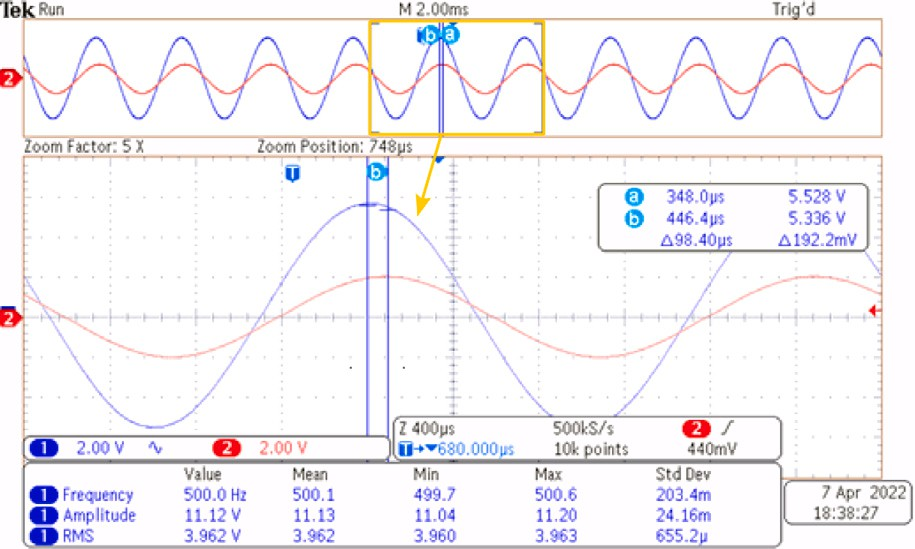 Tek Run M 2.00ms Trig'd
b a
2
Zoom Factor: 5 X Zoom Position: 748µs
T b
a 348.0µs 5.528 V
b 446.4µs 5.336 V
Δ98.40µs Δ192.2mV
2
1 2.00 V 2 2.00 V
Z 400µs 500kS/s 2
T 680.000µs 10k points 440mV
Value Mean Min Max Std Dev
1 Frequency 500.0 Hz 500.1 499.7 500.6 203.4m
1 Amplitude 11.12 V 11.13 11.04 11.20 24.16m
1 RMS 3.962 V 3.962 3.960 3.963 655.2µ
7 Apr 2022
18:38:27